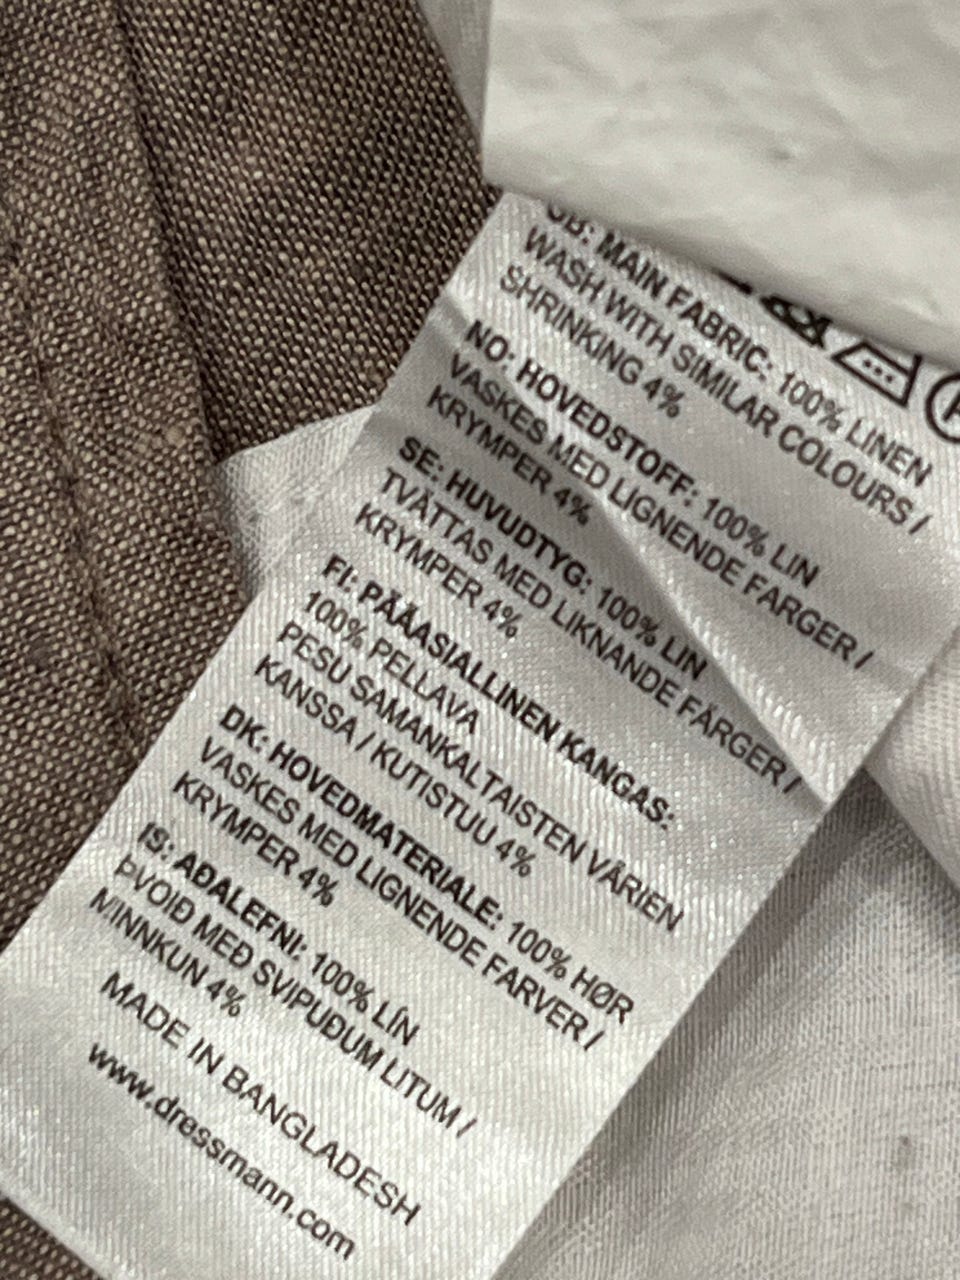 GB: MAIN FABRIC: 100% LINEN
WASH WITH SIMILAR COLOURS /
SHRINKING 4%
NO: HOVEDSTOFF: 100% LIN
VASKES MED LIGNENDE FARGER /
KRYMPER 4%
SE: HUVUDTYG: 100% LIN
TVÄTTAS MED LIKNANDE FÄRGER /
KRYMPER 4%
FI: PÄÄASIALLINEN KANGAS:
100% PELLAVA
PESU SAMANKALTAISTEN VÄRIEN
KANSSA / KUTISTUU 4%
DK: HOVEDMATERIALE: 100% HØR
VASKES MED LIGNENDE FARVER /
KRYMPER 4%
IS: AÐALEFNI: 100% LÍN
ÞVOIÐ MEÐ SVIPUÐUM LITUM /
MINNKUN 4%
MADE IN BANGLADESH
www.dressmann.com